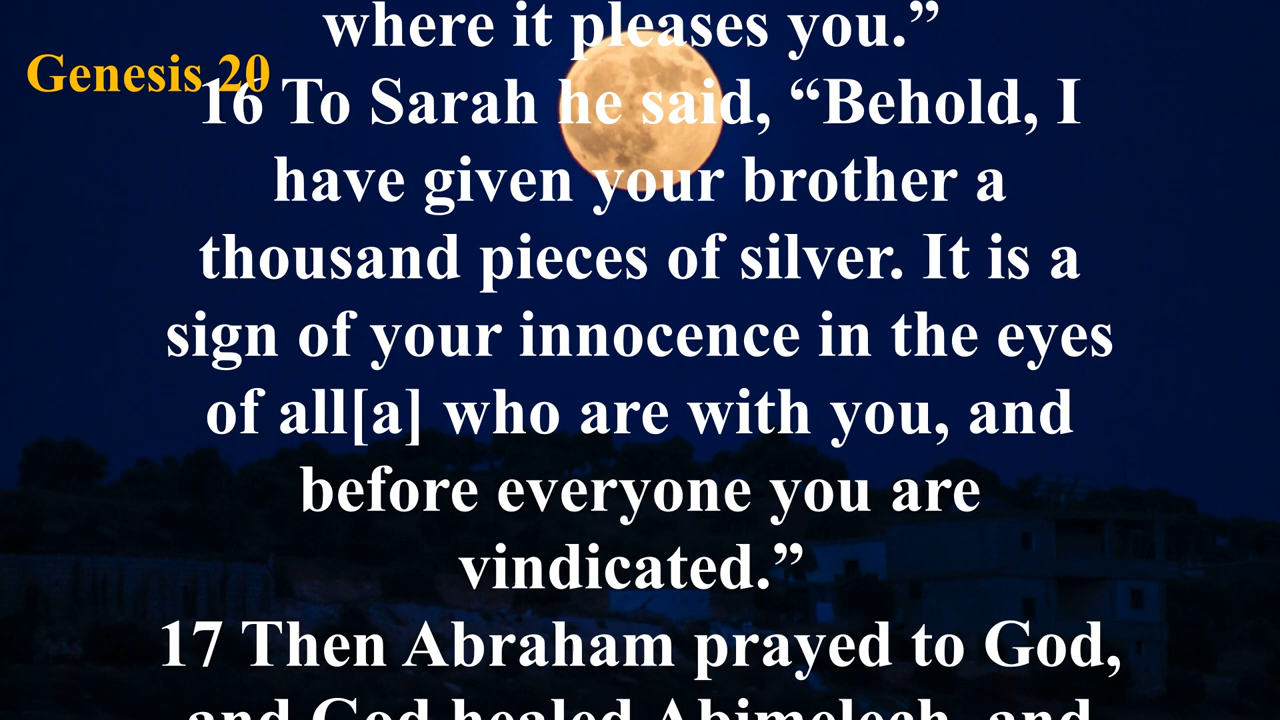 where it pleases you.”
Genesis 20
16 To Sarah he said, “Behold, I
have given your brother a
thousand pieces of silver. It is a
sign of your innocence in the eyes
of all[a] who are with you, and
before everyone you are
vindicated.”
17 Then Abraham prayed to God,
and God healed Abimelech, and